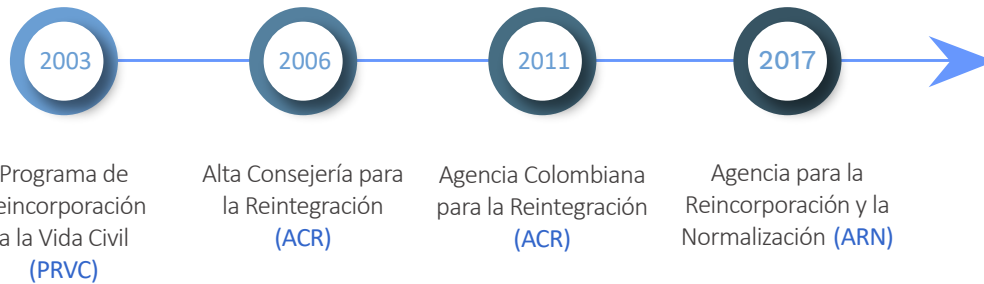 2003
2006
2011
2017
Programa de
eincorporación
a la Vida Civil
(PRVC)
Alta Consejería para
la Reintegración
(ACR)
Agencia Colombiana
para la Reintegración
(ACR)
Agencia para la
Reincorporación y la
Normalización (ARN)